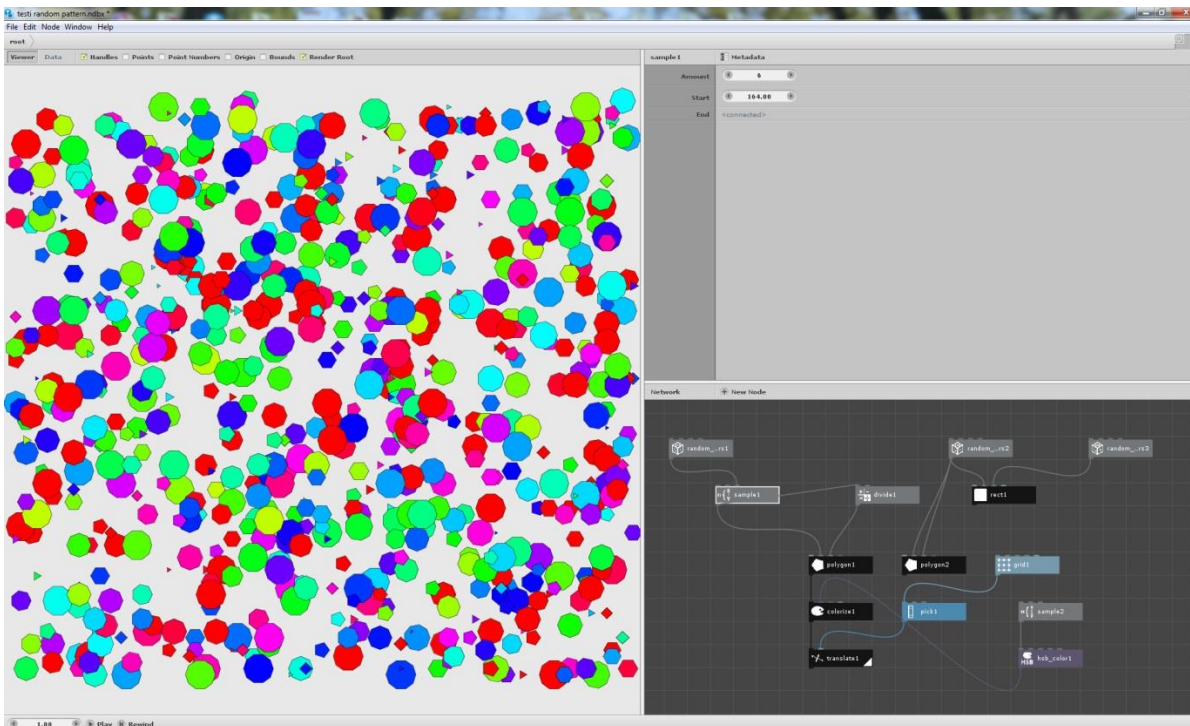 testi random pattern.ndbx *
File Edit Node Window Help
root
Viewer Data Handles Points Point Numbers Origin Bounds Render Root
sample1 Metadata
Amount 6
Start 164.00
End <connected>
Network New Node
random_...rs1 random_...rs2 random_...rs3
n sample1 divide1 rect1
polygon1 polygon2 grid1
colorize1 pick1 n sample2
translate1 HSB hsb_color1
1.00 Play Rewind